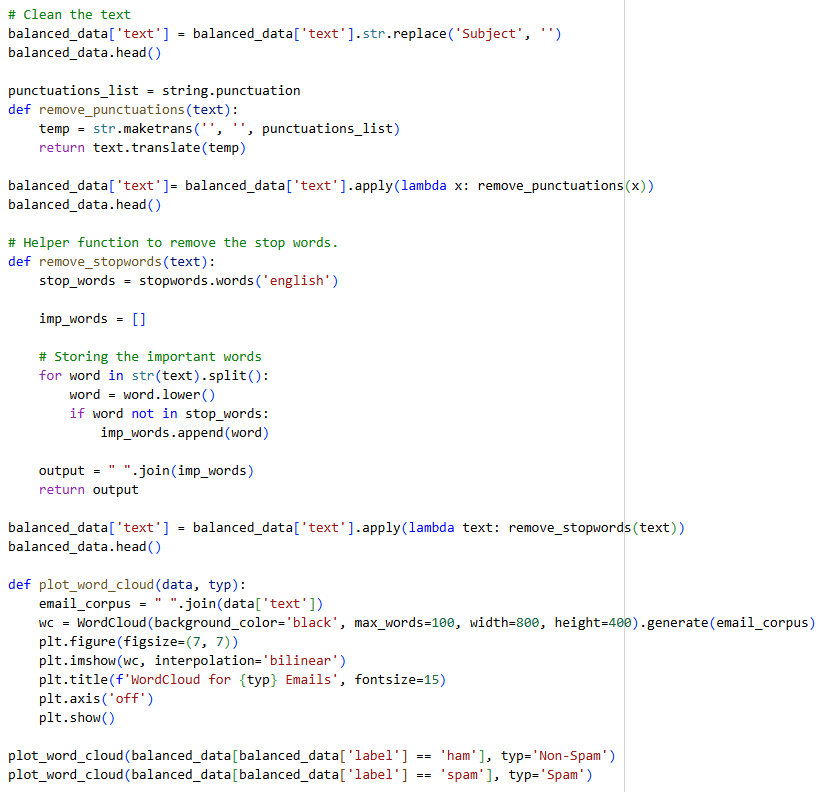 # Clean the text
balanced_data['text'] = balanced_data['text'].str.replace('Subject', '')
balanced_data.head()

punctuations_list = string.punctuation
def remove_punctuations(text):
    temp = str.maketrans('', '', punctuations_list)
    return text.translate(temp)

balanced_data['text']= balanced_data['text'].apply(lambda x: remove_punctuations(x))
balanced_data.head()

# Helper function to remove the stop words.
def remove_stopwords(text):
    stop_words = stopwords.words('english')

    imp_words = []

    # Storing the important words
    for word in str(text).split():
        word = word.lower()
        if word not in stop_words:
            imp_words.append(word)

    output = " ".join(imp_words)
    return output

balanced_data['text'] = balanced_data['text'].apply(lambda text: remove_stopwords(text))
balanced_data.head()

def plot_word_cloud(data, typ):
    email_corpus = " ".join(data['text'])
    wc = WordCloud(background_color='black', max_words=100, width=800, height=400).generate(email_corpus)
    plt.figure(figsize=(7, 7))
    plt.imshow(wc, interpolation='bilinear')
    plt.title(f'WordCloud for {typ} Emails', fontsize=15)
    plt.axis('off')
    plt.show()

plot_word_cloud(balanced_data[balanced_data['label'] == 'ham'], typ='Non-Spam')
plot_word_cloud(balanced_data[balanced_data['label'] == 'spam'], typ='Spam')